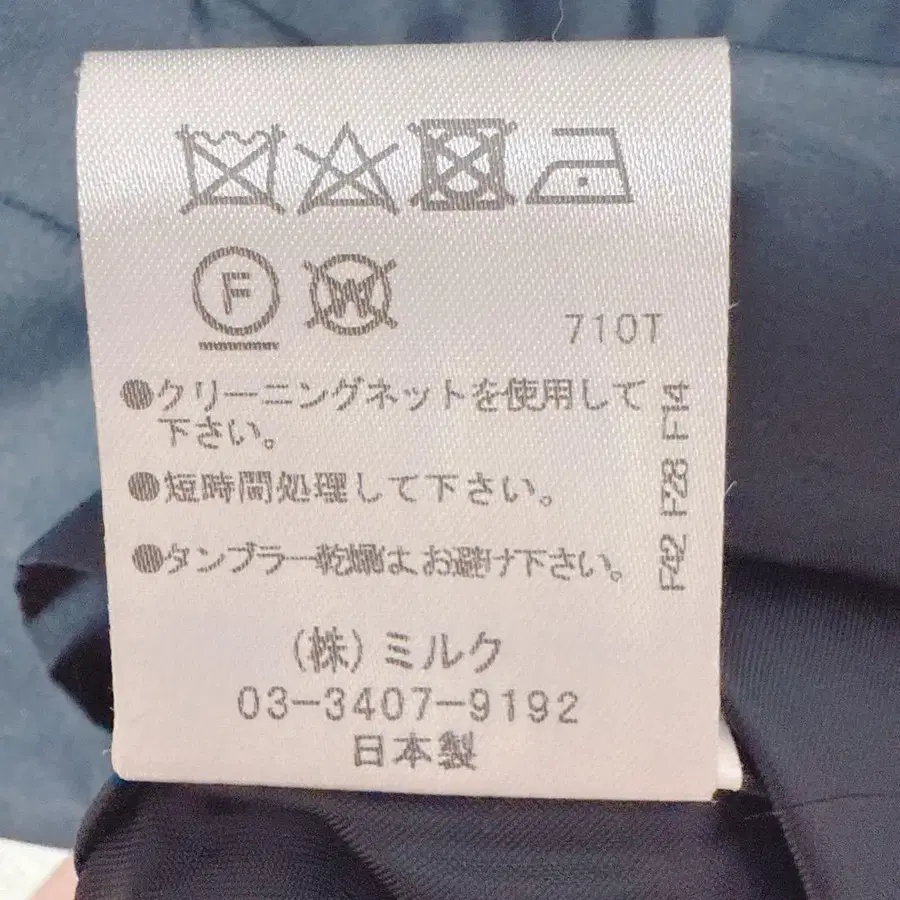 F
W
710T
●クリーニングネットを使用して
下さい。
●短時間処理して下さい。
●タンブラー乾燥はお避け下さい。
F42 F28 F14
(株)ミルク
03-3407-9192
日本製